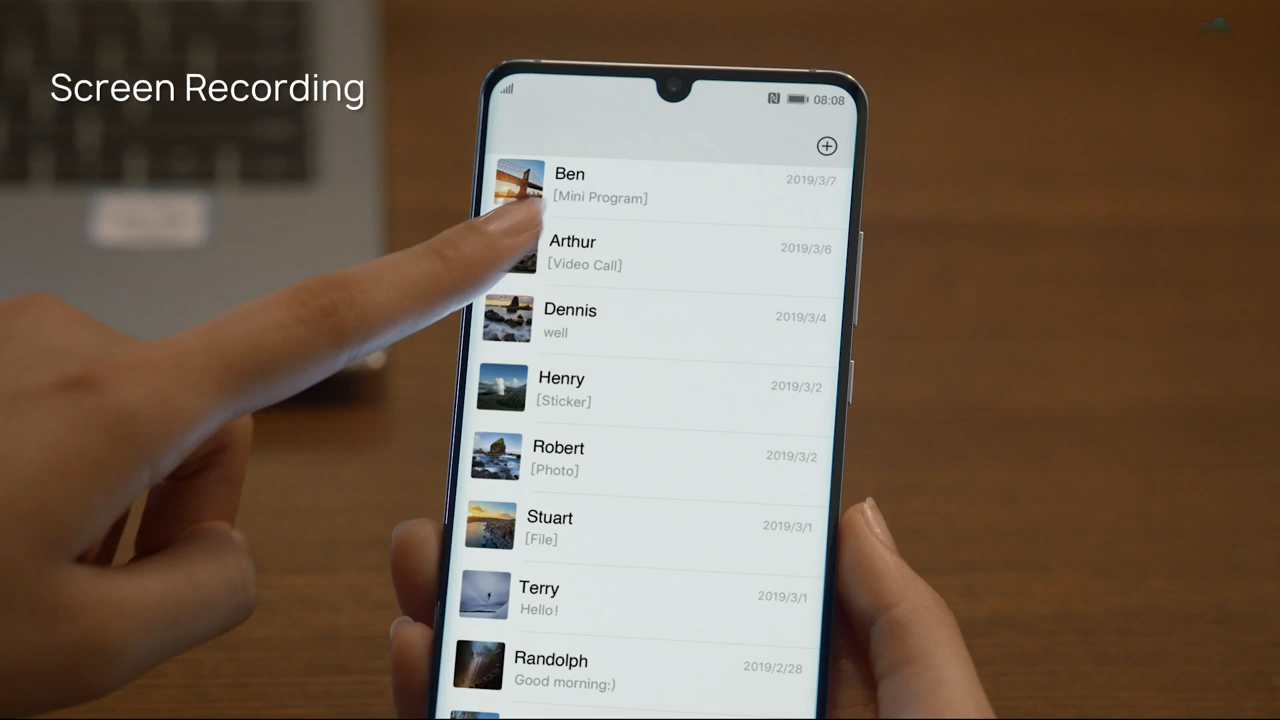 Screen Recording
08:08
Ben
2019/3/7
[Mini Program]
Arthur
2019/3/6
[Video Call]
Dennis
2019/3/4
well
Henry
2019/3/2
[Sticker]
Robert
2019/3/2
[Photo]
Stuart
2019/3/1
[File]
Terry
2019/3/1
Hello!
Randolph
2019/2/28
Good morning:)